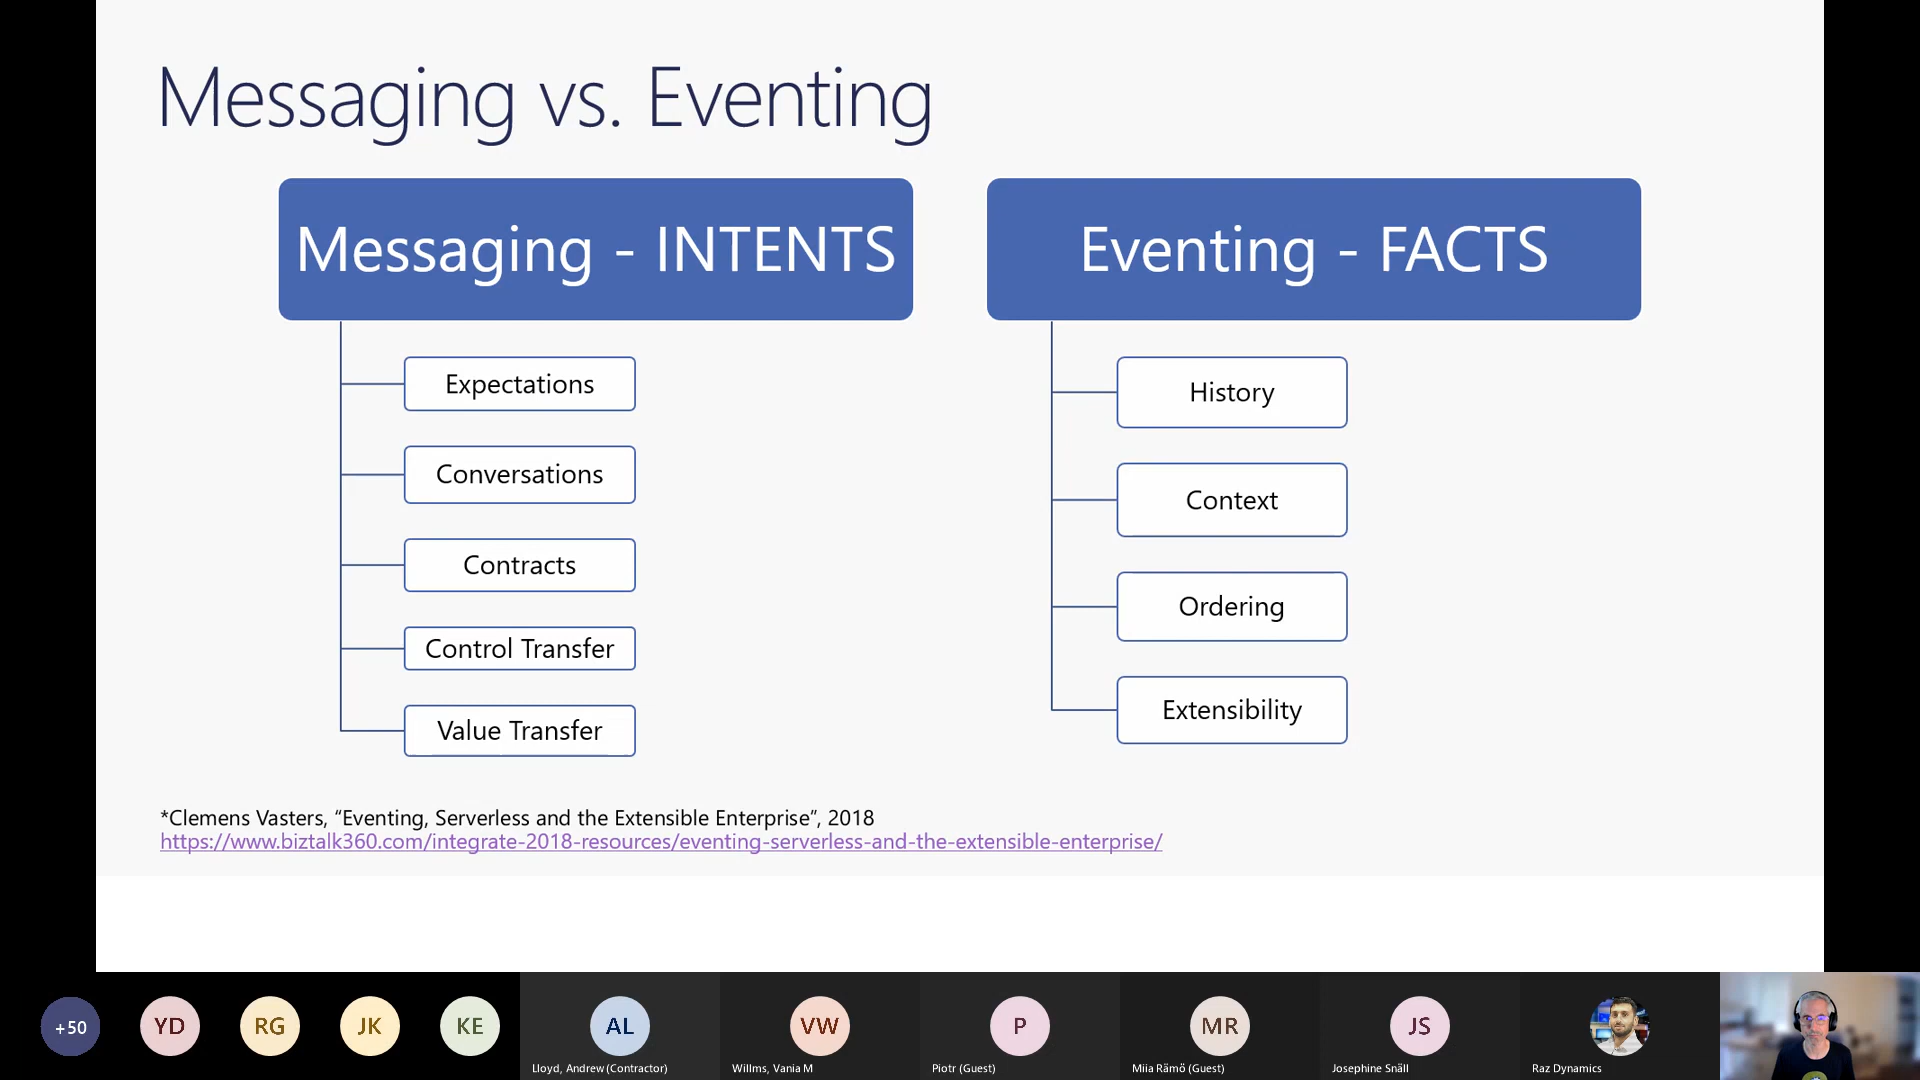 Messaging vs. Eventing
Messaging - INTENTS
Expectations
Conversations
Contracts
Control Transfer
Value Transfer
Eventing - FACTS
History
Context
Ordering
Extensibility
*Clemens Vasters, “Eventing, Serverless and the Extensible Enterprise”, 2018
https://www.biztalk360.com/integrate-2018-resources/eventing-serverless-and-the-extensible-enterprise/
+50
YD
RG
JK
KE
AL
VW
P
MR
JS
Lloyd, Andrew (Contractor)
Willms, Vania M
Piotr (Guest)
Miia Rämö (Guest)
Josephine Snäll
Raz Dynamics